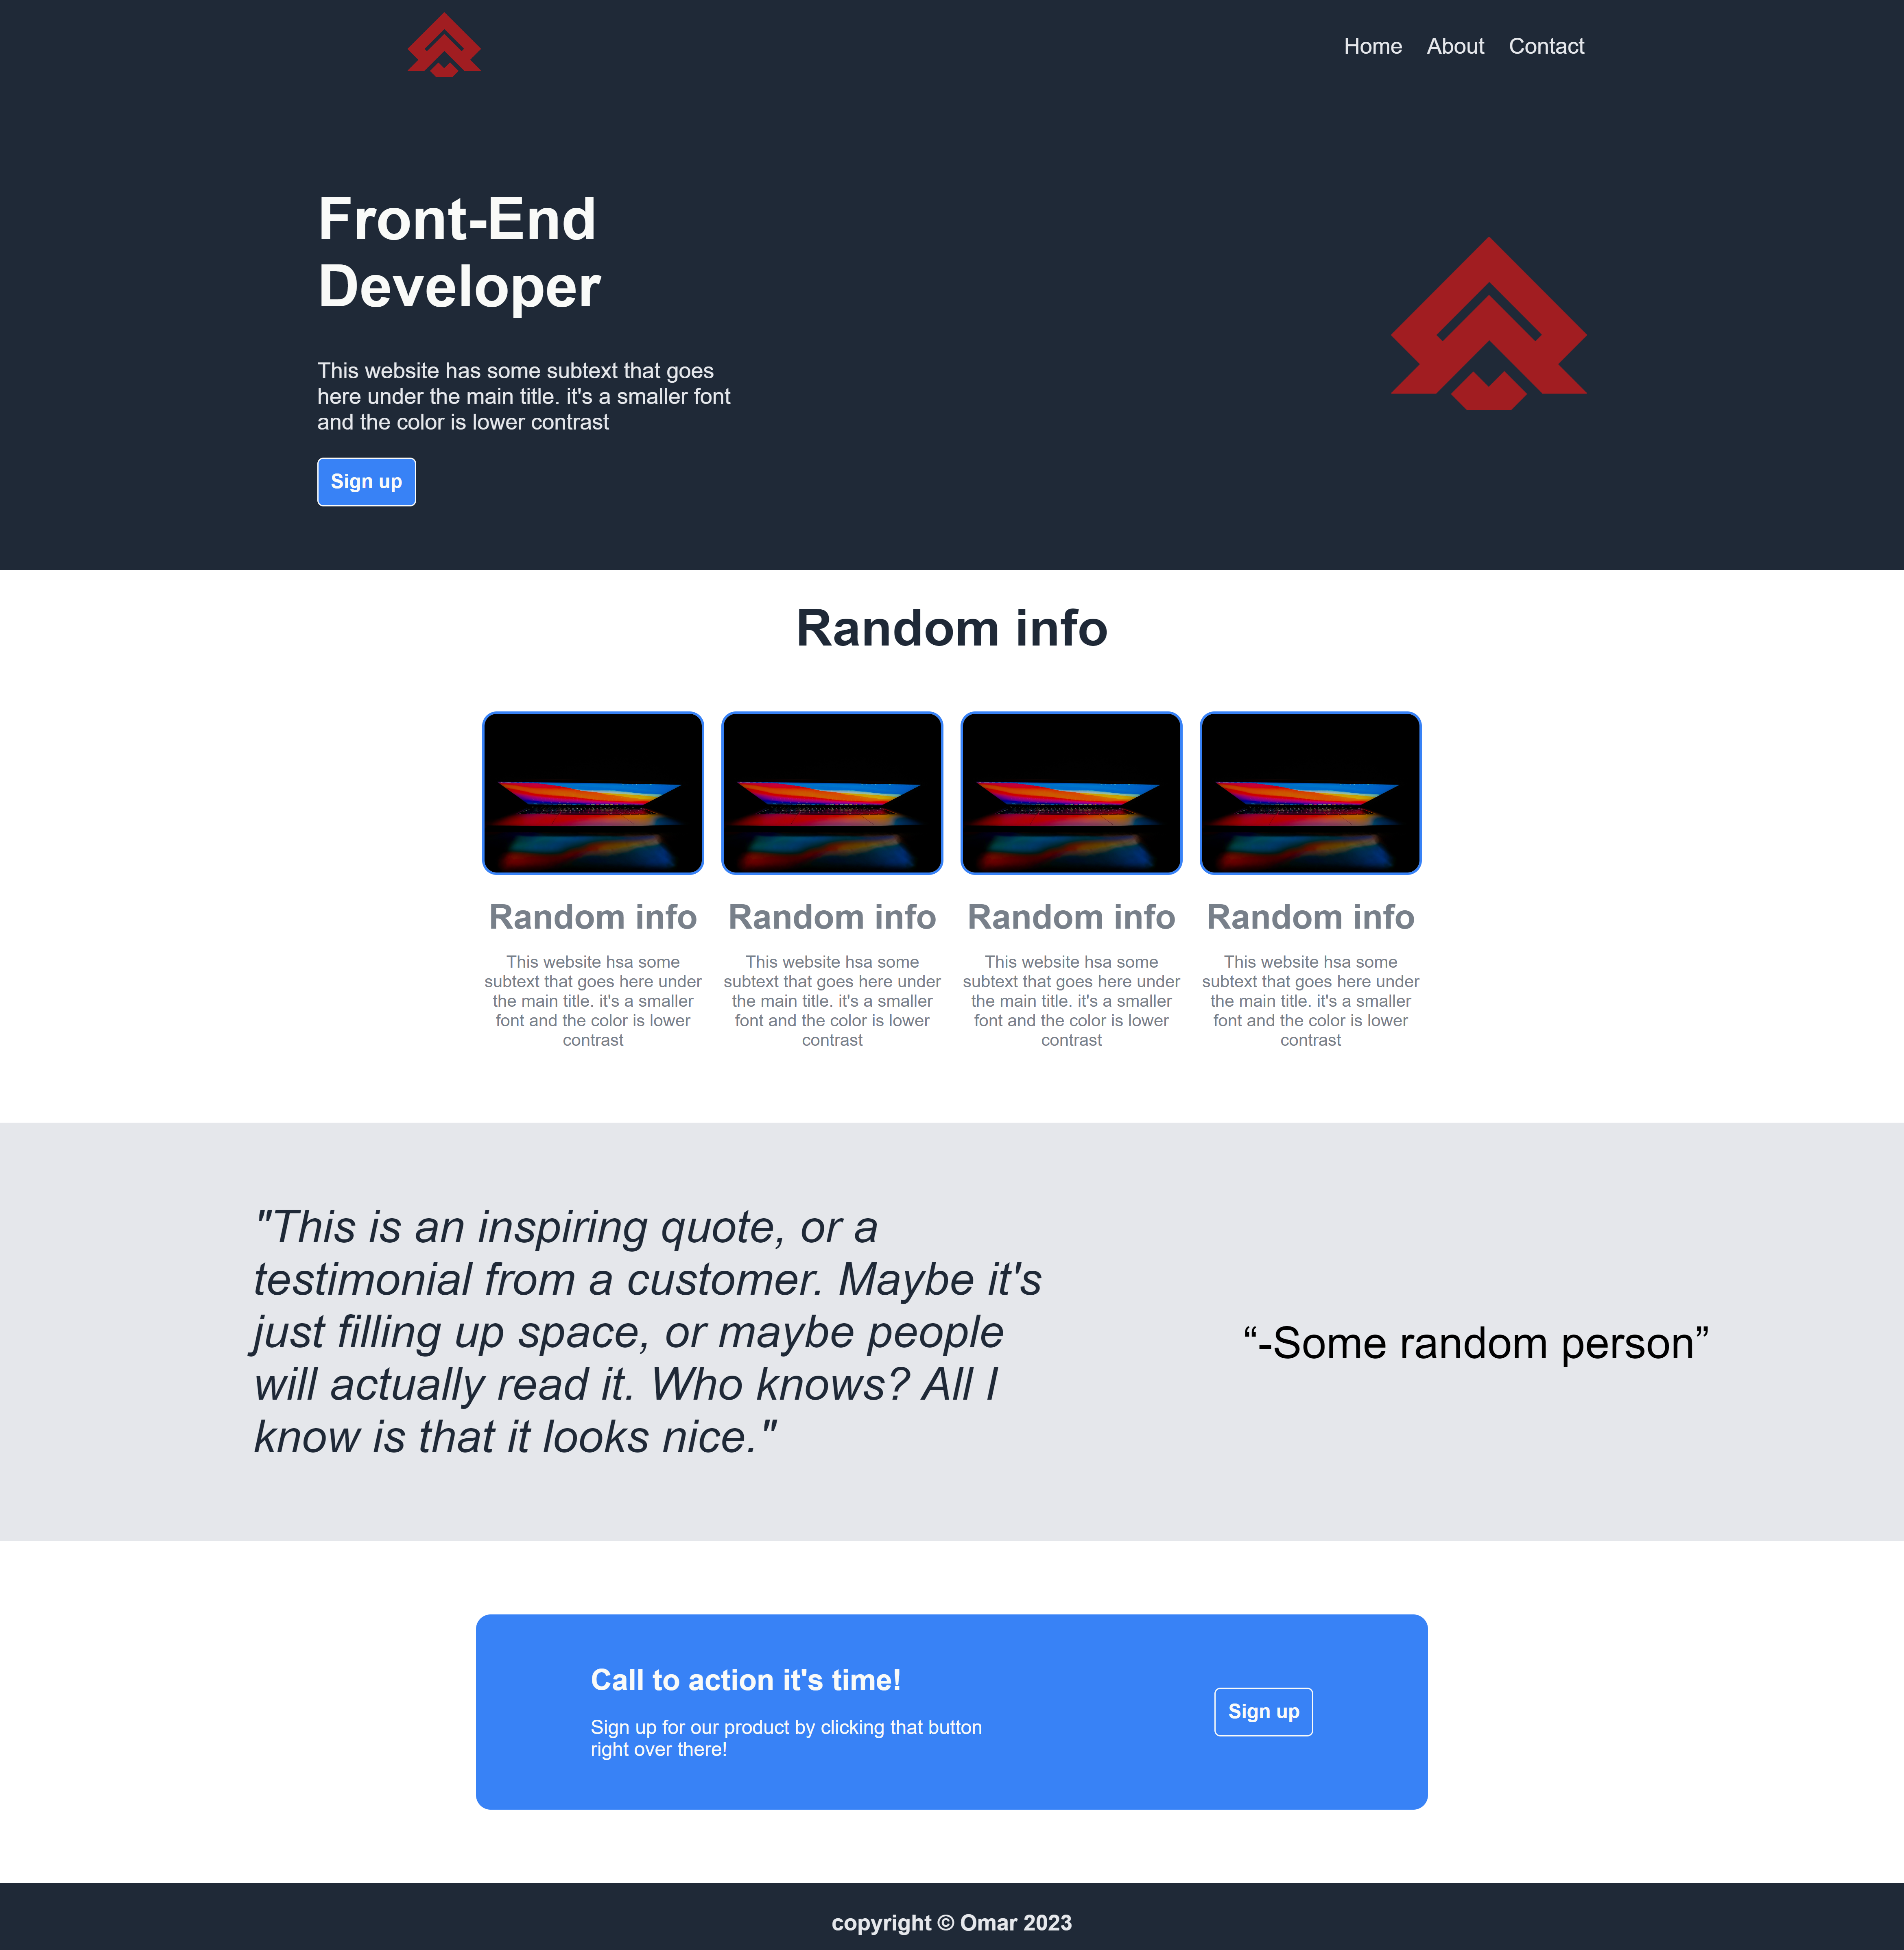 Home About Contact
Front-End
Developer
This website has some subtext that goes
here under the main title. it's a smaller font
and the color is lower contrast
Sign up
Random info
Random info
This website hsa some
subtext that goes here under
the main title. it's a smaller
font and the color is lower
contrast
Random info
This website hsa some
subtext that goes here under
the main title. it's a smaller
font and the color is lower
contrast
Random info
This website hsa some
subtext that goes here under
the main title. it's a smaller
font and the color is lower
contrast
Random info
This website hsa some
subtext that goes here under
the main title. it's a smaller
font and the color is lower
contrast
"This is an inspiring quote, or a
testimonial from a customer. Maybe it's
just filling up space, or maybe people
will actually read it. Who knows? All I
know is that it looks nice."
“-Some random person”
Call to action it's time!
Sign up for our product by clicking that button
right over there!
Sign up
copyright © Omar 2023